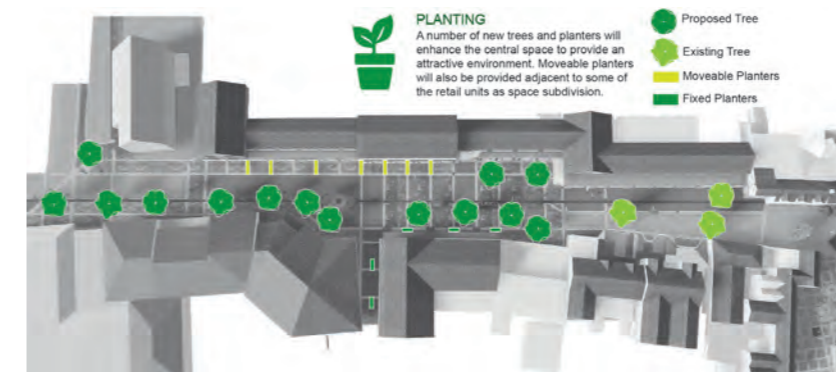 PLANTING
A number of new trees and planters will
enhance the central space to provide an
attractive environment. Moveable planters
will also be provided adjacent to some of
the retail units as space subdivision.
Proposed Tree
Existing Tree
Moveable Planters
Fixed Planters